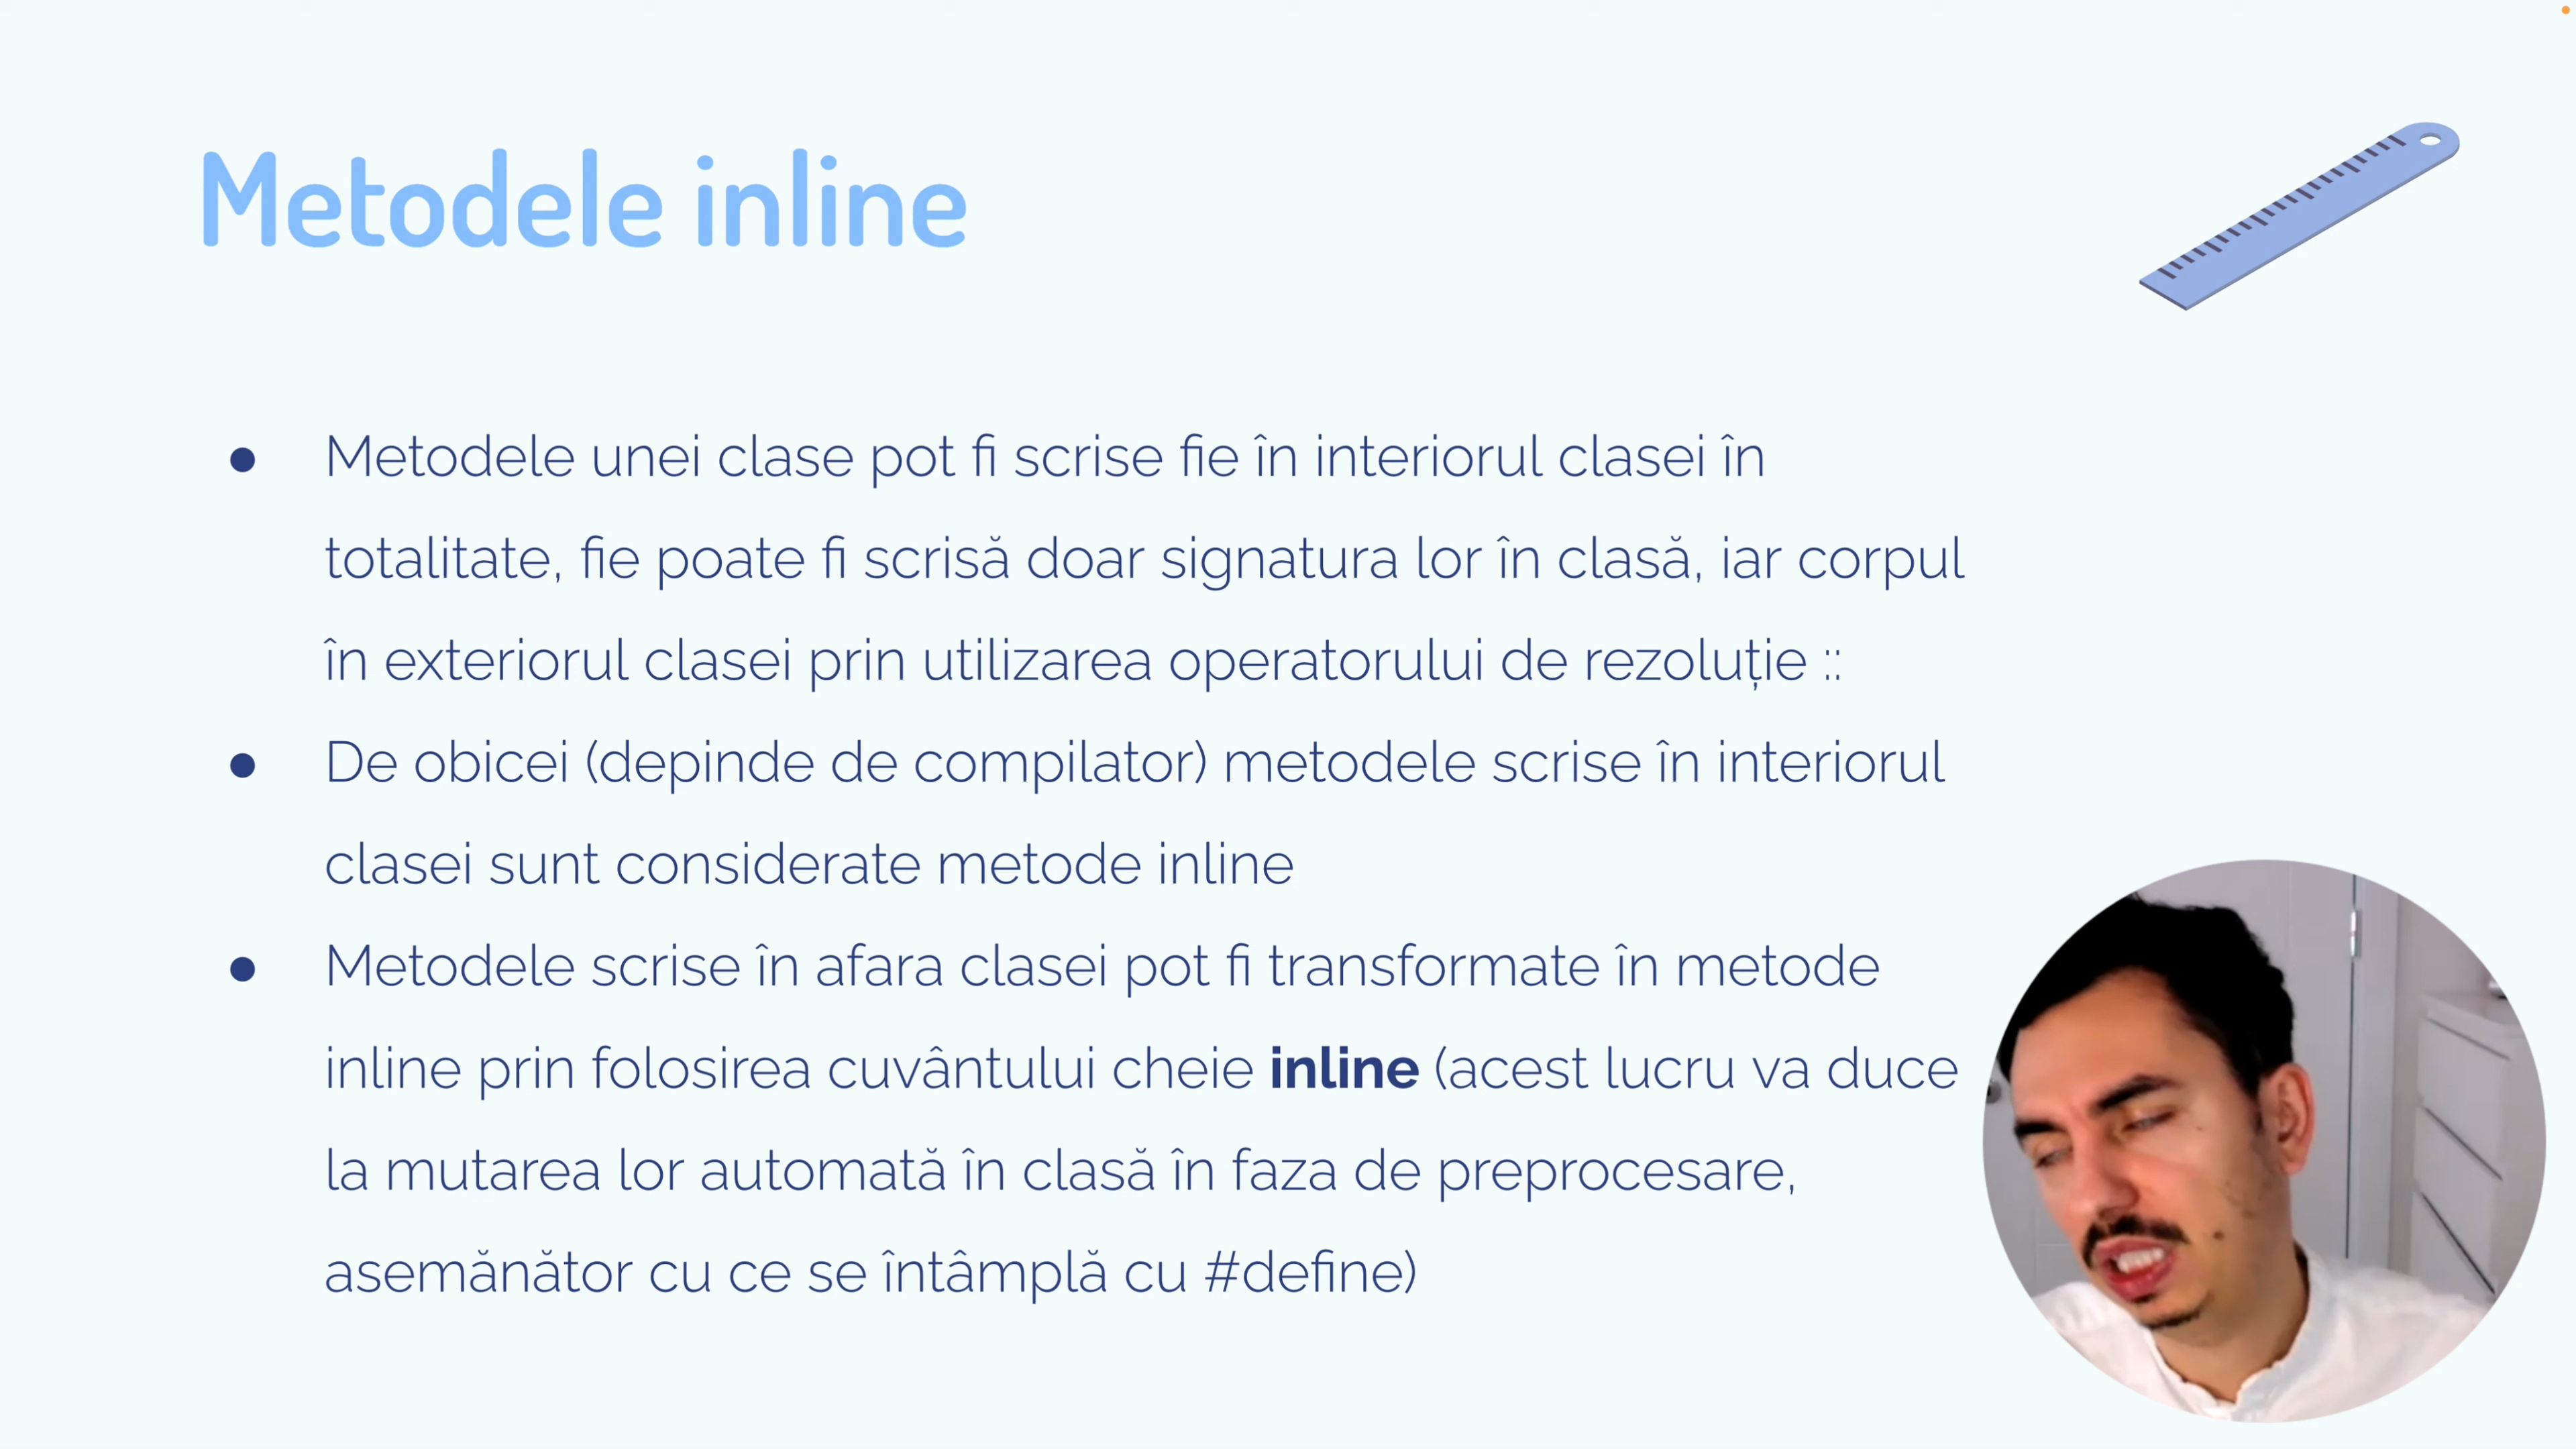 Metodele inline
● Metodele unei clase pot fi scrise fie în interiorul clasei în
totalitate, fie poate fi scrisă doar signatura lor în clasă, iar corpul
în exteriorul clasei prin utilizarea operatorului de rezoluție ::
● De obicei (depinde de compilator) metodele scrise în interiorul
clasei sunt considerate metode inline
● Metodele scrise în afara clasei pot fi transformate în metode
inline prin folosirea cuvântului cheie inline (acest lucru va duce
la mutarea lor automată în clasă în faza de preprocesare,
asemănător cu ce se întâmplă cu #define)